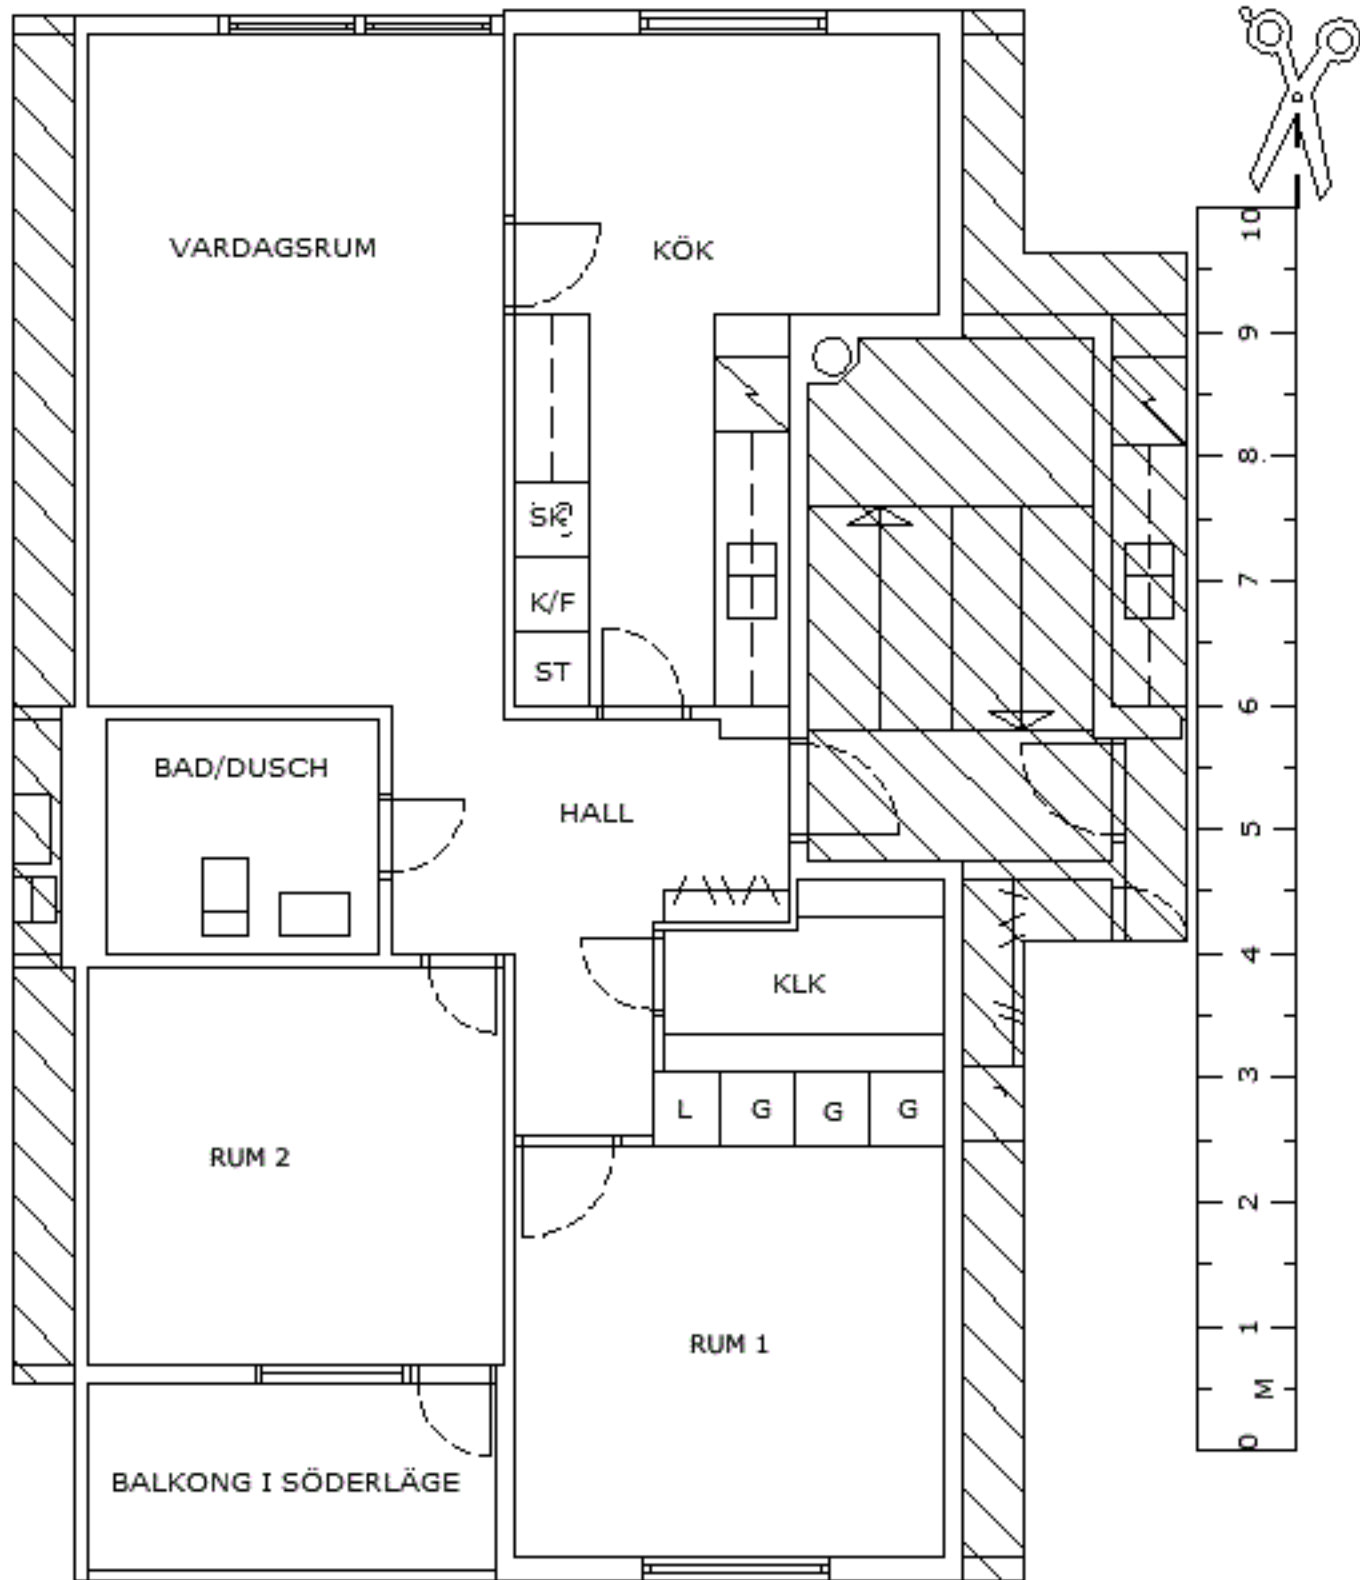 VARDAGSRUM
KÖK
SK
K/F
ST
BAD/DUSCH
HALL
KLK
L G G G
RUM 2
RUM 1
BALKONG I SÖDERLÄGE
10
9
8
7
6
5
4
3
2
1
M
0